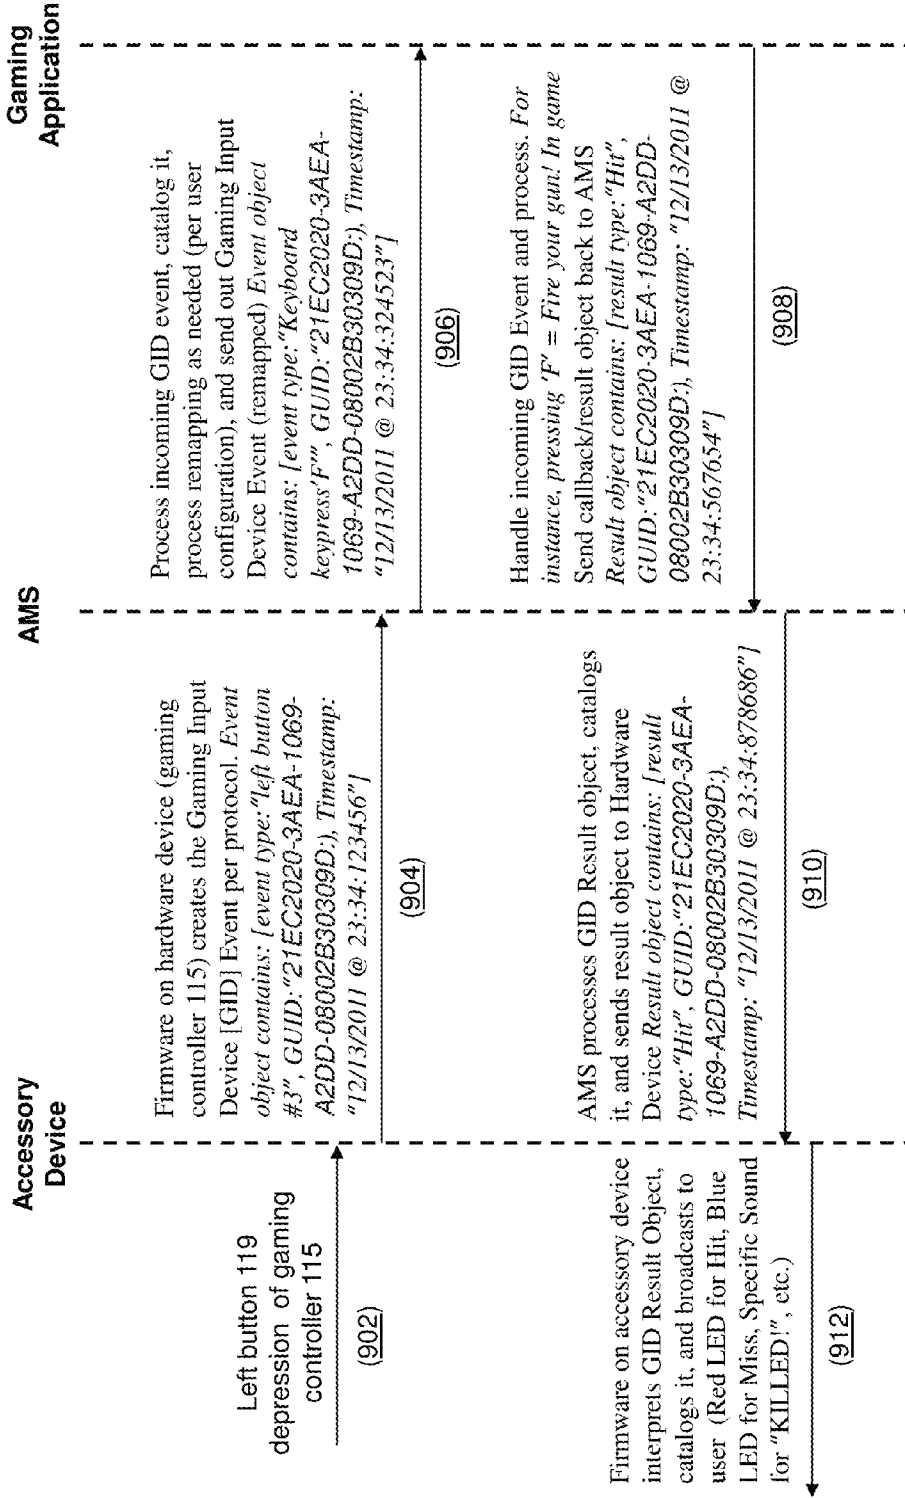 Accessory
Device
AMS
Gaming
Application
Left button 119
depression of gaming
controller 115
(902)
Firmware on hardware device (gaming
controller 115) creates the Gaming Input
Device [GID] Event per protocol. Event
object contains: [event type:"left button
#3", GUID:"21EC2020-3AEA-1069-
A2DD-08002B30309D:), Timestamp:
"12/13/2011 @ 23:34:123456"]
(904)
Process incoming GID event, catalog it,
process remapping as needed (per user
configuration), and send out Gaming Input
Device Event (remapped) Event object
contains: [event type:"Keyboard
keypress'F'", GUID:"21EC2020-3AEA-
1069-A2DD-08002B30309D:), Timestamp:
"12/13/2011 @ 23:34:324523"]
(906)
Handle incoming GID Event and process. For
instance, pressing 'F' = Fire your gun! In game
Send callback/result object back to AMS
Result object contains: [result type:"Hit",
GUID:"21EC2020-3AEA-1069-A2DD-
08002B30309D:), Timestamp: "12/13/2011 @
23:34:567654"]
(908)
AMS processes GID Result object, catalogs
it, and sends result object to Hardware
Device Result object contains: [result
type:"Hit", GUID:"21EC2020-3AEA-
1069-A2DD-08002B30309D:),
Timestamp: "12/13/2011 @ 23:34:878686"]
(910)
Firmware on accessory device
interprets GID Result Object,
catalogs it, and broadcasts to
user (Red LED for Hit, Blue
LED for Miss, Specific Sound
for "KILLED!", etc.)
(912)